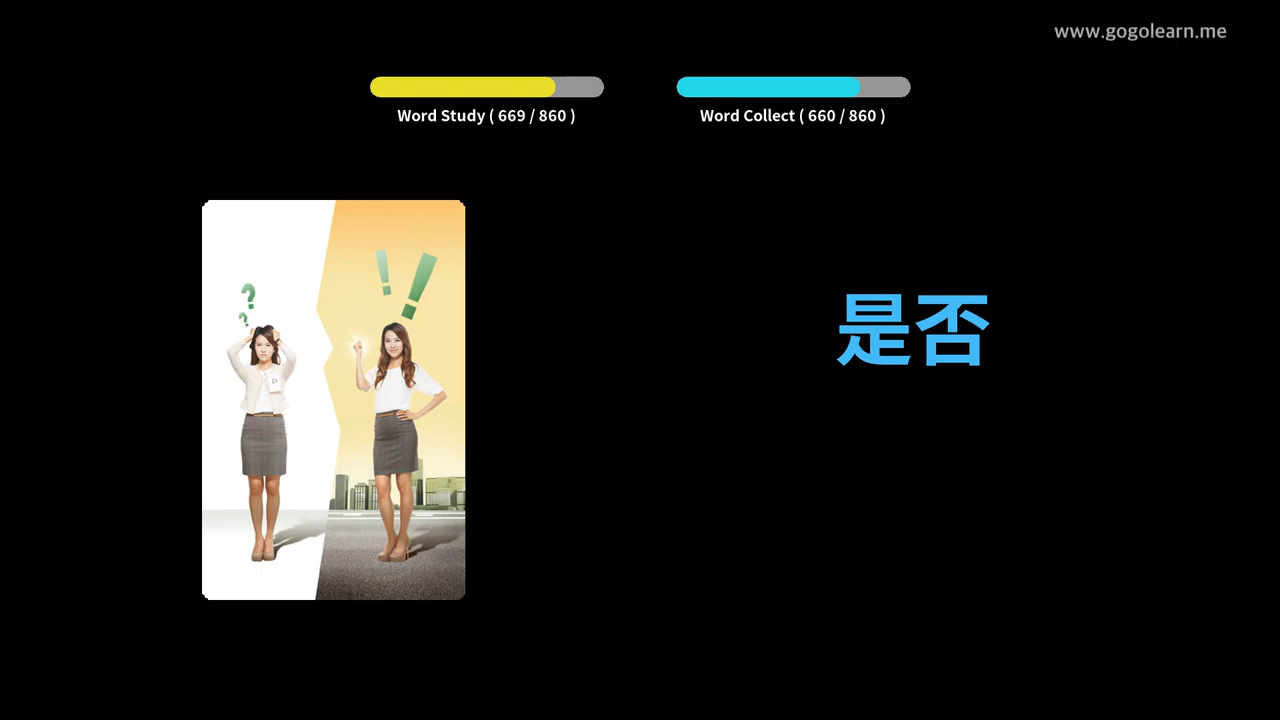 www.gogolearn.me
Word Study ( 669 / 860 )
Word Collect ( 660 / 860 )
? ?
! !
是否